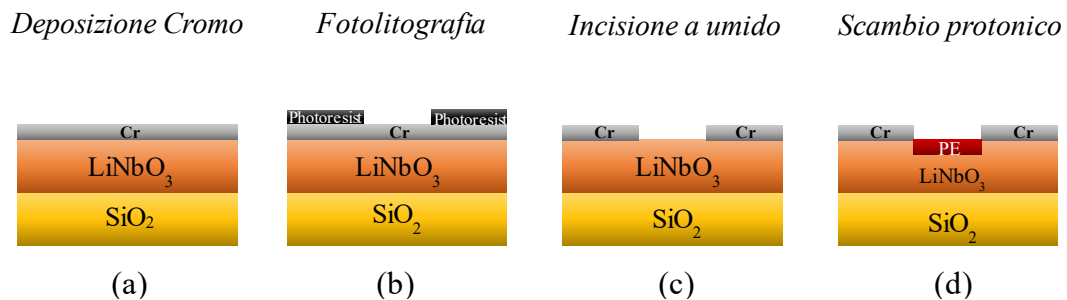 Deposizione Cromo
Fotolitografia
Incisione a umido
Scambio protonico
Cr
LiNbO₃
SiO₂
(a)
Photoresist
Photoresist
Cr
LiNbO₃
SiO₂
(b)
Cr
Cr
LiNbO₃
SiO₂
(c)
Cr
Cr
PE
LiNbO₃
SiO₂
(d)